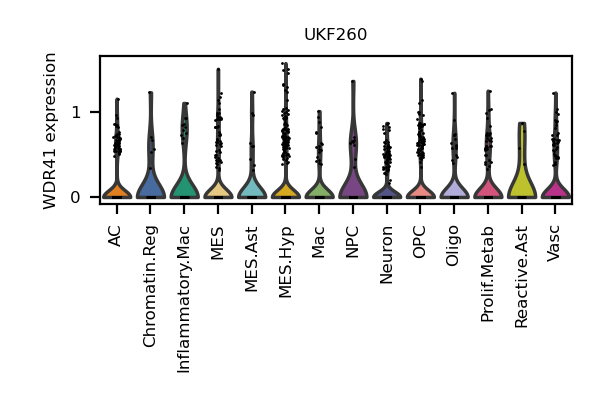 UKF260
WDR41 expression
1
0
AC
Chromatin.Reg
Inflammatory.Mac
MES
MES.Ast
MES.Hyp
Mac
NPC
Neuron
OPC
Oligo
Prolif.Metab
Reactive.Ast
Vasc